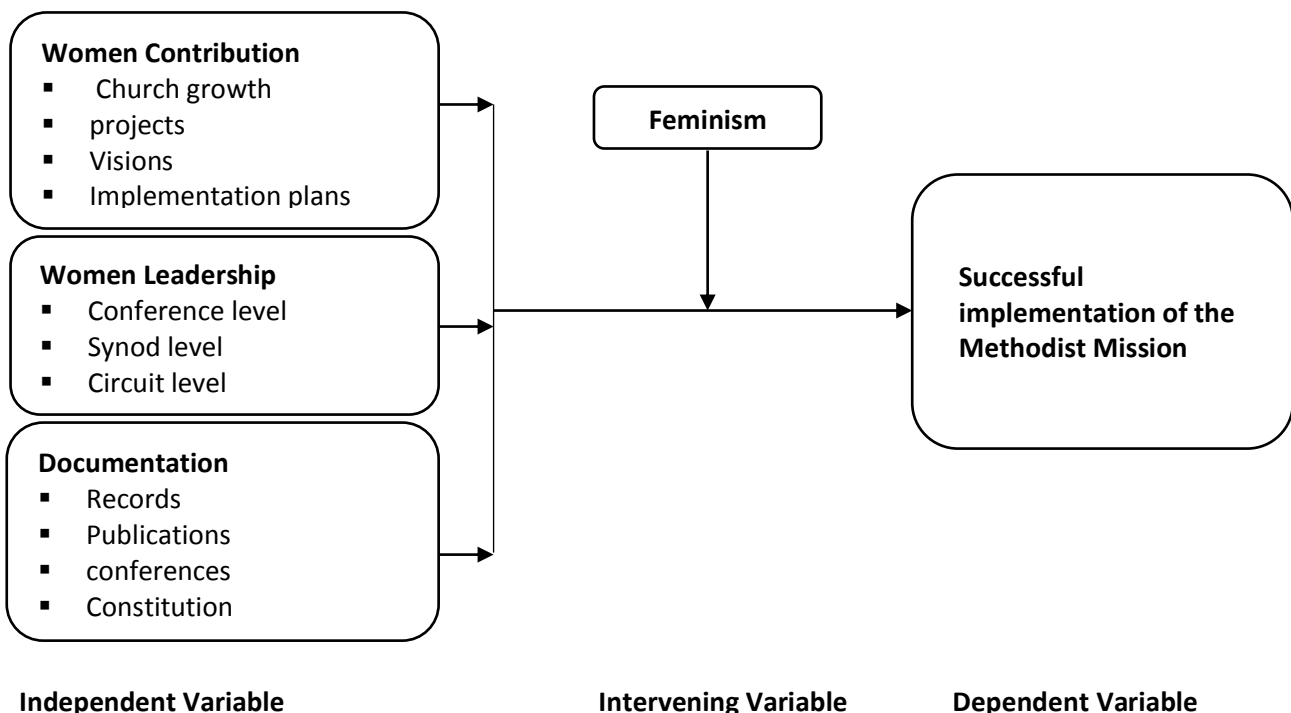 Women Contribution
▪ Church growth
▪ projects
▪ Visions
▪ Implementation plans
Women Leadership
▪ Conference level
▪ Synod level
▪ Circuit level
Documentation
▪ Records
▪ Publications
▪ conferences
▪ Constitution
Feminism
Successful
implementation of the
Methodist Mission
Independent Variable
Intervening Variable
Dependent Variable